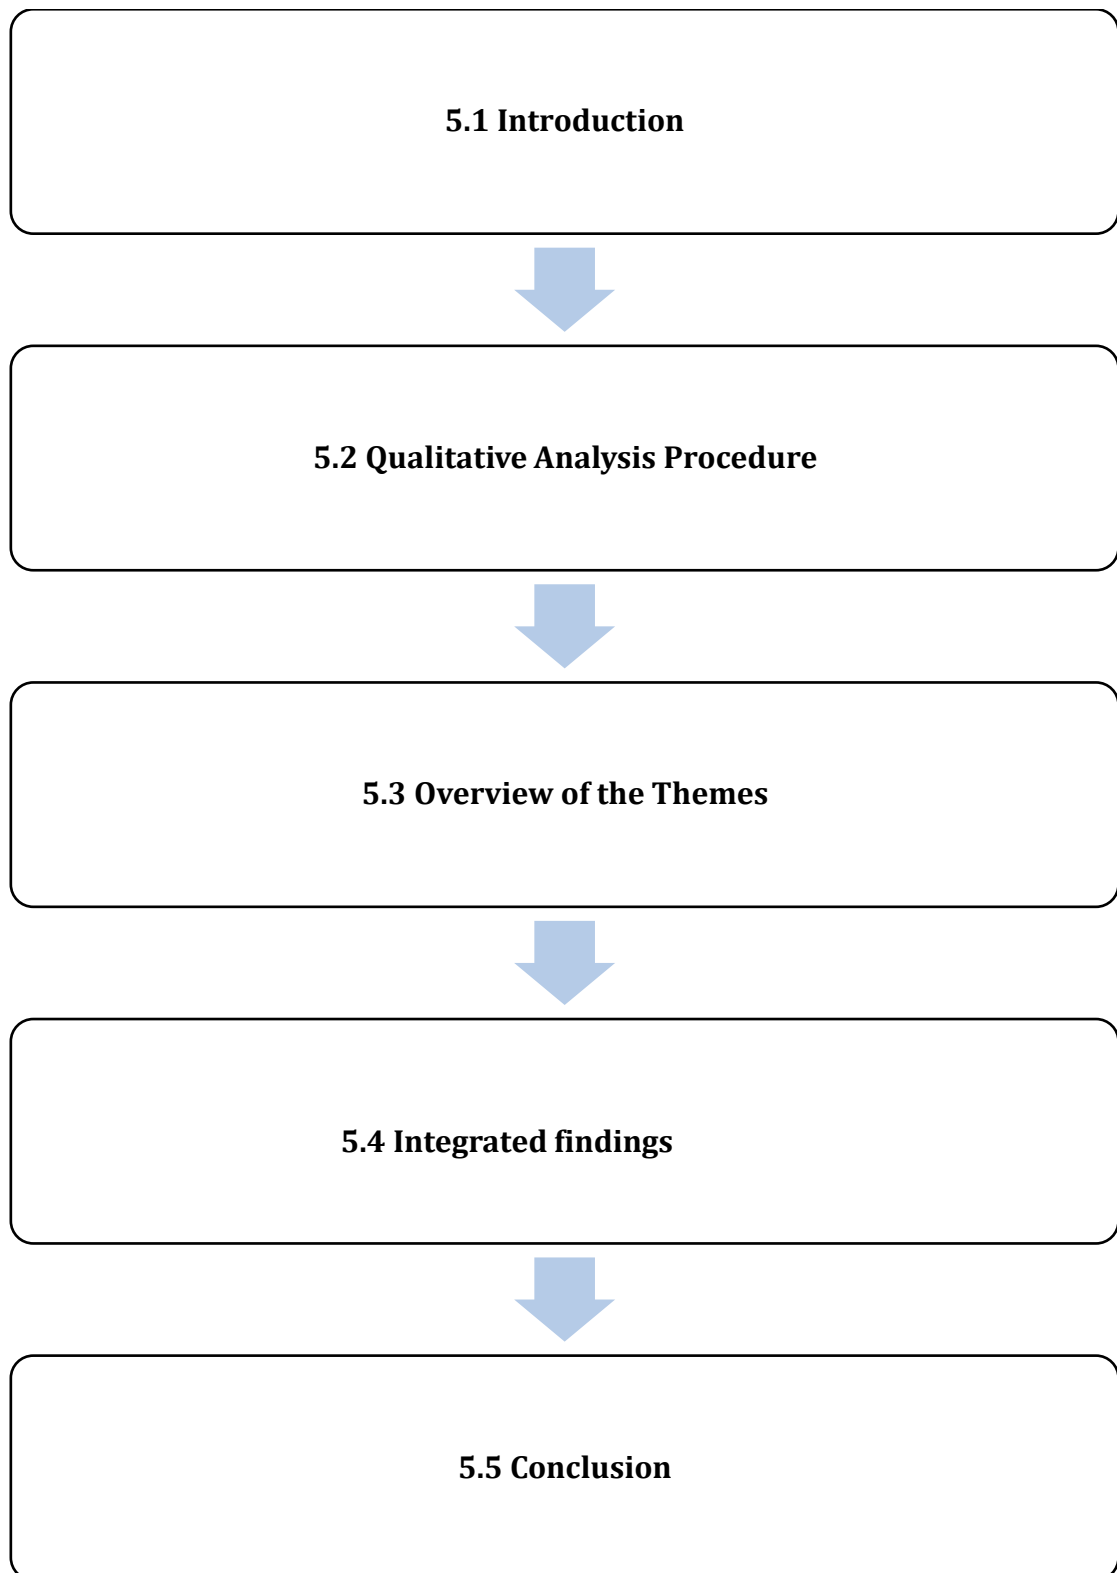 5.1 Introduction
5.2 Qualitative Analysis Procedure
5.3 Overview of the Themes
5.4 Integrated findings
5.5 Conclusion